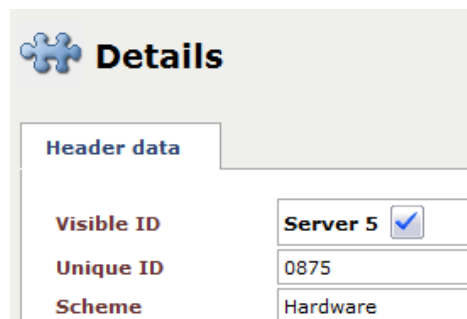 Details
Header data
Visible ID Server 5
Unique ID 0875
Scheme Hardware